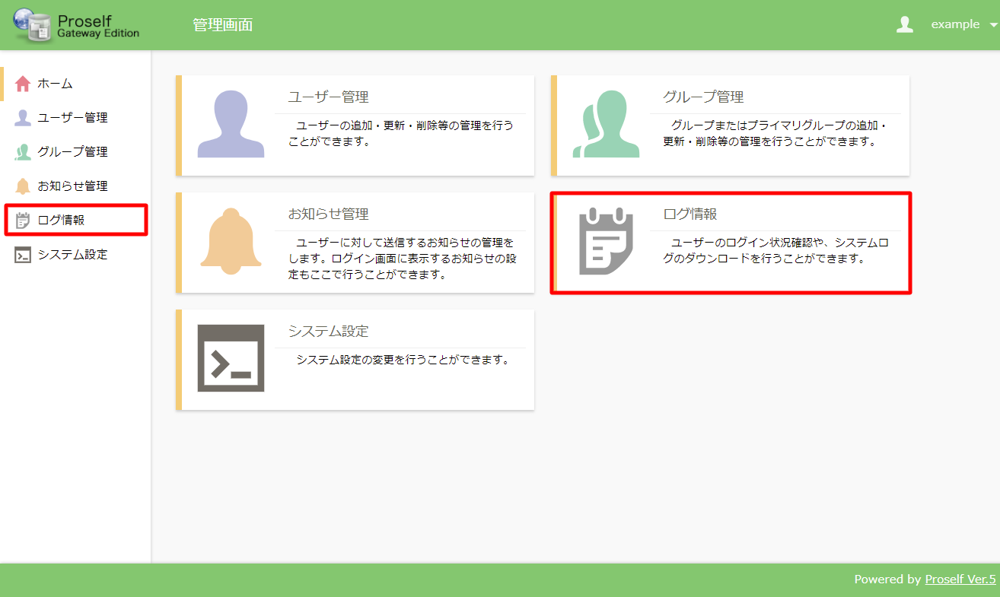 Proself
Gateway Edition
管理画面
example
ホーム
ユーザー管理
グループ管理
お知らせ管理
ログ情報
システム設定
ユーザー管理
ユーザーの追加・更新・削除等の管理を行う
ことができます。
グループ管理
グループまたはプライマリグループの追加・
更新・削除等の管理を行うことができます。
お知らせ管理
ユーザーに対して送信するお知らせの管理を
します。ログイン画面に表示するお知らせの設
定もここで行うことができます。
ログ情報
ユーザーのログイン状況確認や、システムロ
グのダウンロードを行うことができます。
システム設定
システム設定の変更を行うことができます。
Powered by Proself Ver.5